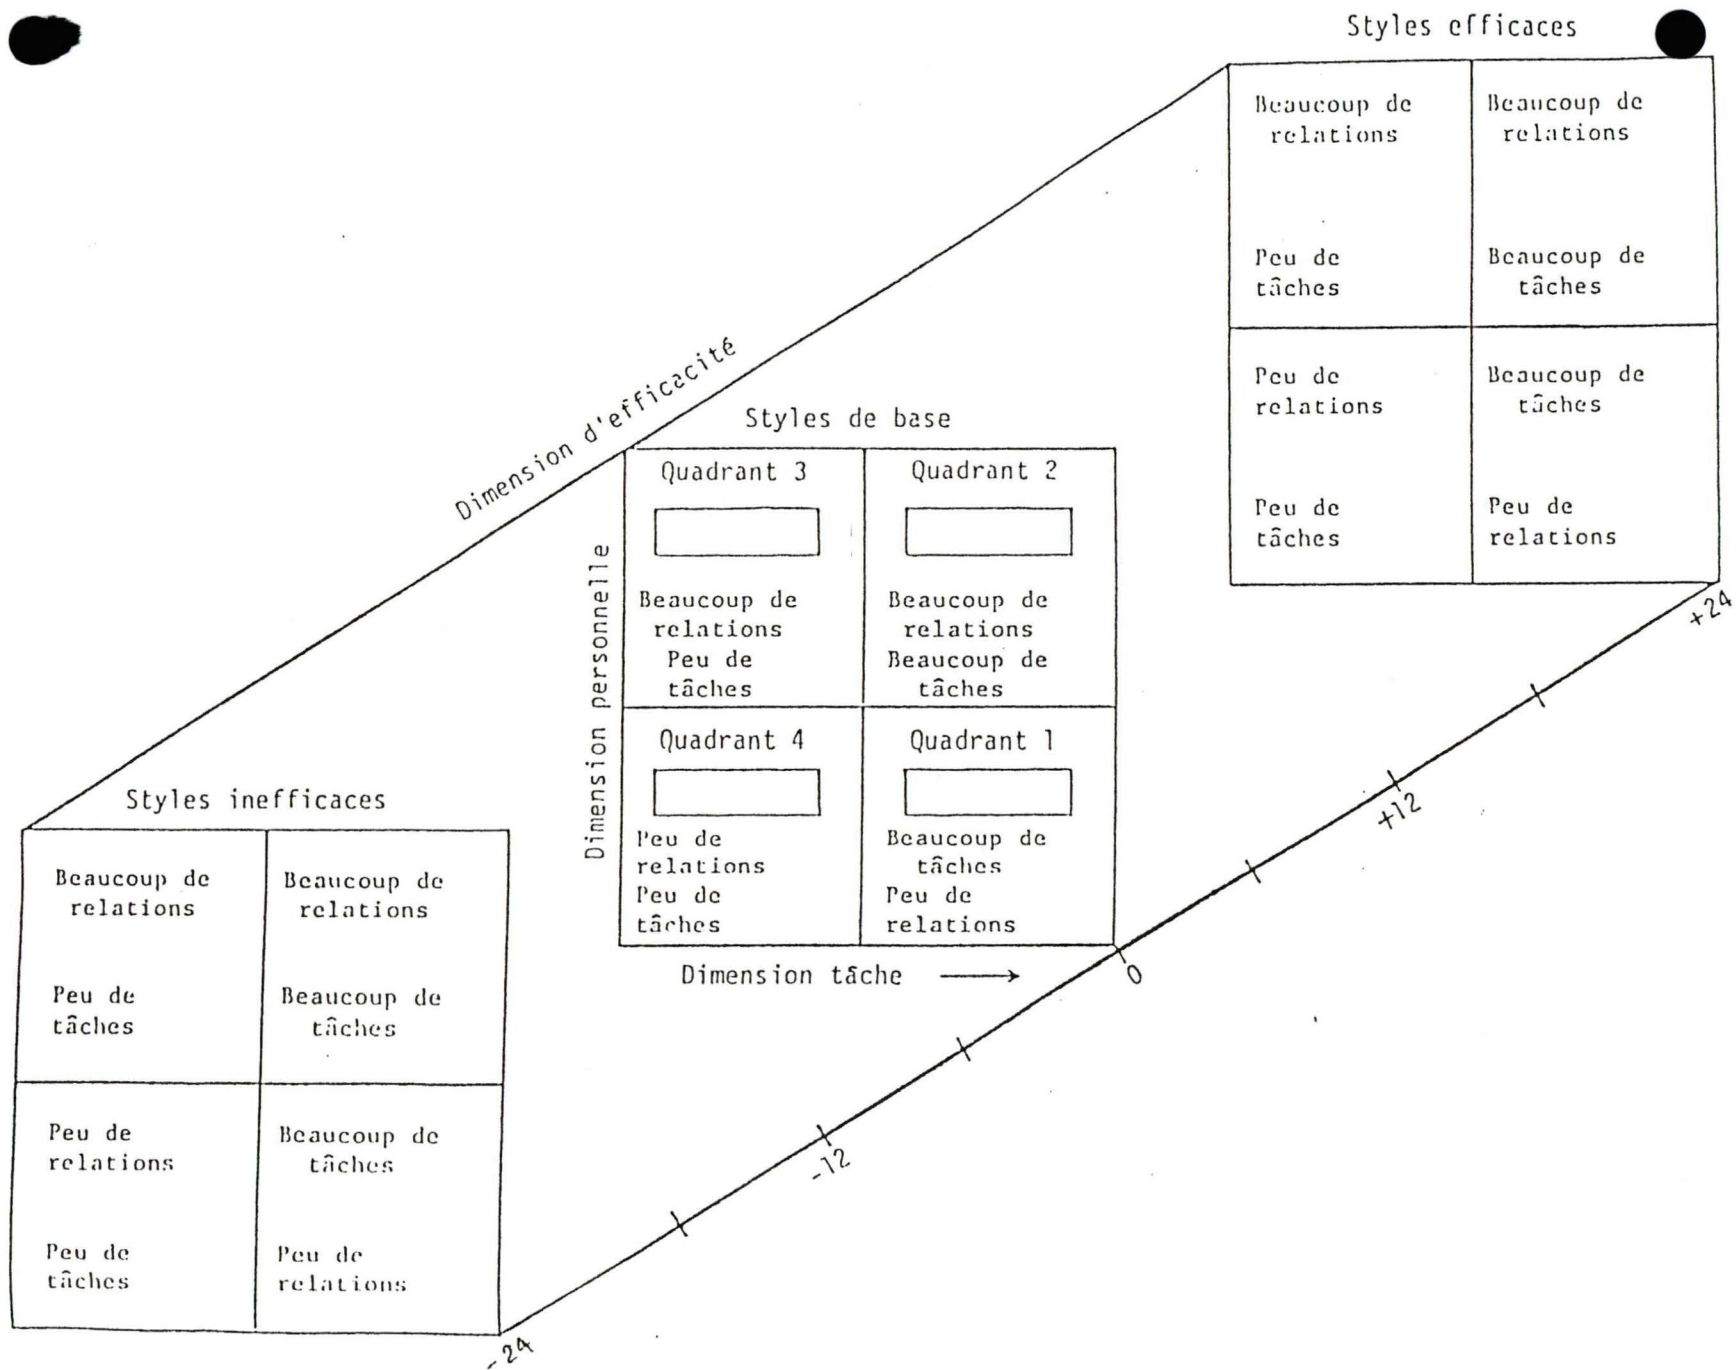 Styles efficaces
Beaucoup de
relations
Peu de
tâches
Beaucoup de
relations
Beaucoup de
tâches
Peu de
relations
Peu de
tâches
Beaucoup de
tâches
Peu de
relations
Dimension d'efficacité
Styles de base
Dimension personnelle
Quadrant 3
Beaucoup de
relations
Peu de
tâches
Quadrant 2
Beaucoup de
relations
Beaucoup de
tâches
Quadrant 4
Peu de
relations
Peu de
tâches
Quadrant 1
Beaucoup de
tâches
Peu de
relations
Dimension tâche
Styles inefficaces
Beaucoup de
relations
Peu de
tâches
Beaucoup de
relations
Beaucoup de
tâches
Peu de
relations
Peu de
tâches
Beaucoup de
tâches
Peu de
relations
+24
+12
0
-12
-24